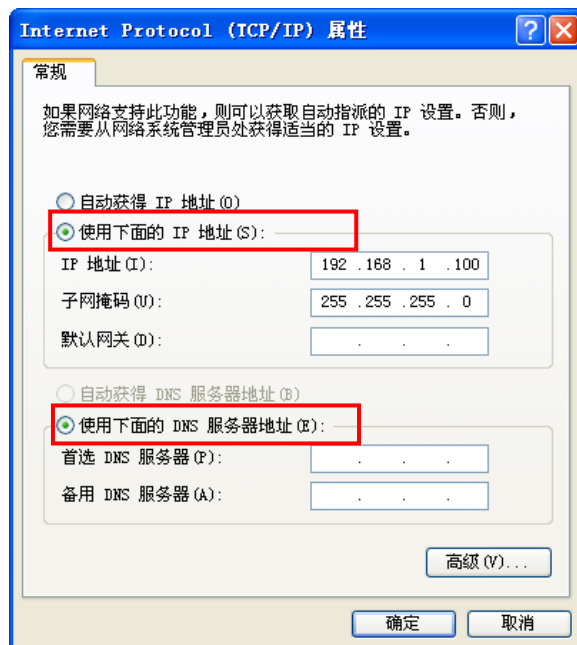 Internet Protocol (TCP/IP) 属性
常规
如果网络支持此功能，则可以获取自动指派的 IP 设置。否则，
您需要从网络系统管理员处获得适当的 IP 设置。
自动获得 IP 地址(O)
使用下面的 IP 地址(S):
IP 地址(I): 192 .168 . 1 .100
子网掩码(U): 255 .255 .255 . 0
默认网关(D): . . .
自动获得 DNS 服务器地址(B)
使用下面的 DNS 服务器地址(E):
首选 DNS 服务器(P): . . .
备用 DNS 服务器(A): . . .
高级(V)...
确定 取消